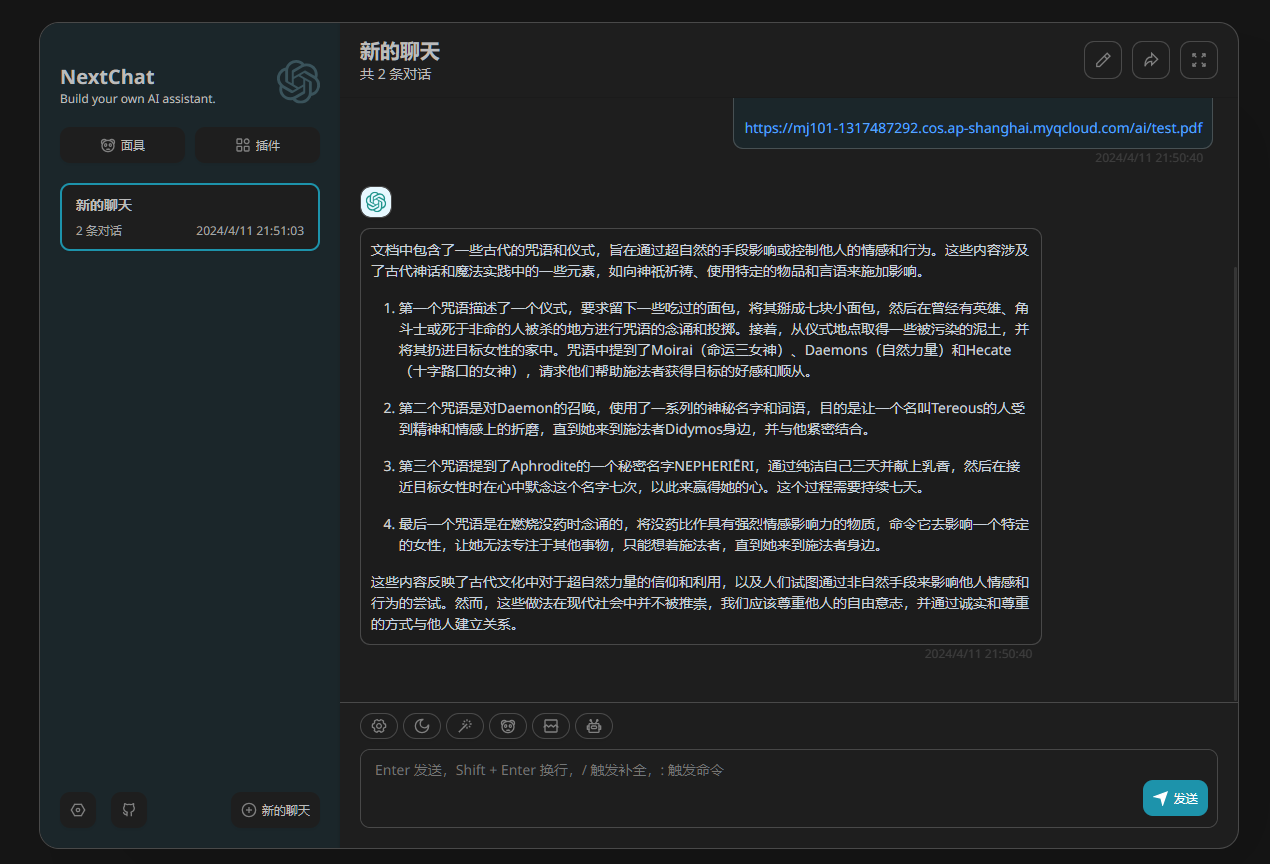 NextChat
Build your own AI assistant.
面具
插件
新的聊天
2 条对话
2024/4/11 21:51:03
新的聊天
新的聊天
共 2 条对话
https://mj101-1317487292.cos.ap-shanghai.myqcloud.com/ai/test.pdf
2024/4/11 21:50:40
文档中包含了一些古代的咒语和仪式，旨在通过超自然的手段影响或控制他人的情感和行为。这些内容涉及
了古代神话和魔法实践中的一些元素，如向神祇祈祷、使用特定的物品和言语来施加影响。
1. 第一个咒语描述了一个仪式，要求留下一些吃过的面包，将其掰成七块小面包，然后在曾经有英雄、角
斗士或死于非命的人被杀的地方进行咒语的念诵和投掷。接着，从仪式地点取得一些被污染的泥土，并
将其扔进目标女性的家中。咒语中提到了Moirai（命运三女神）、Daemons（自然力量）和Hecate
（十字路口的女神），请求他们帮助施法者获得目标的好感和顺从。
2. 第二个咒语是对Daemon的召唤，使用了一系列的神秘名字和词语，目的是让一个名叫Tereous的人受
到精神和情感上的折磨，直到她来到施法者Didymos身边，并与他紧密结合。
3. 第三个咒语提到了Aphrodite的一个秘密名字NEPHERIĒRI，通过纯洁自己三天并献上乳香，然后在接
近目标女性时在心中默念这个名字七次，以此来赢得她的心。这个过程需要持续七天。
4. 最后一个咒语是在燃烧没药时念诵的，将没药比作具有强烈情感影响力的物质，命令它去影响一个特定
的女性，让她无法专注于其他事物，只能想着施法者，直到她来到施法者身边。
这些内容反映了古代文化中对于超自然力量的信仰和利用，以及人们试图通过非自然手段来影响他人情感和
行为的尝试。然而，这些做法在现代社会中并不被推崇，我们应该尊重他人的自由意志，并通过诚实和尊重
的方式与他人建立关系。
2024/4/11 21:50:40
Enter 发送，Shift + Enter 换行，/ 触发补全，: 触发命令
发送